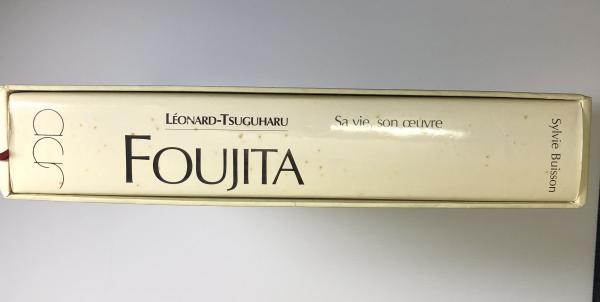 LÉONARD-TSUGUHARU
FOUJITA
Sa vie, son œuvre
Sylvie Buisson
ACR